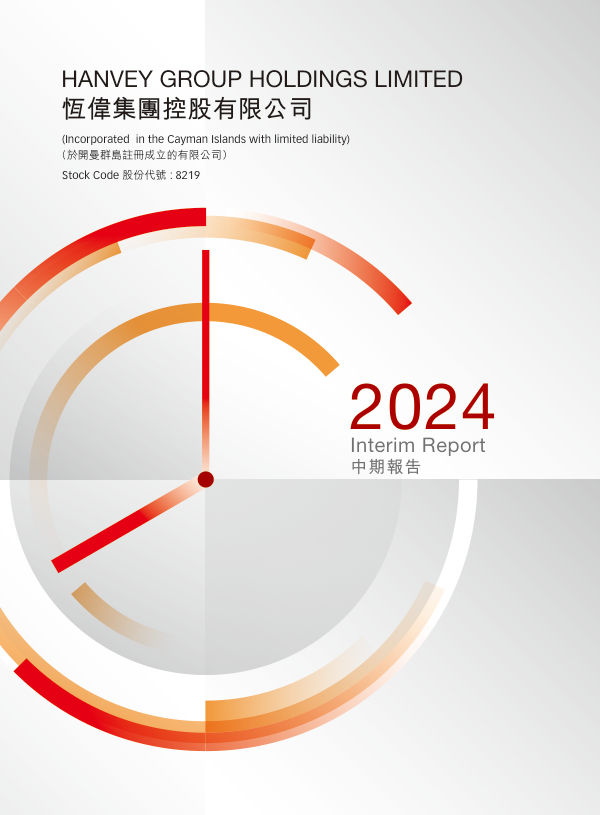 HANVEY GROUP HOLDINGS LIMITED
恆偉集團控股有限公司
(Incorporated in the Cayman Islands with limited liability)
（於開曼群島註冊成立的有限公司）
Stock Code 股份代號 : 8219
2024
Interim Report
中期報告